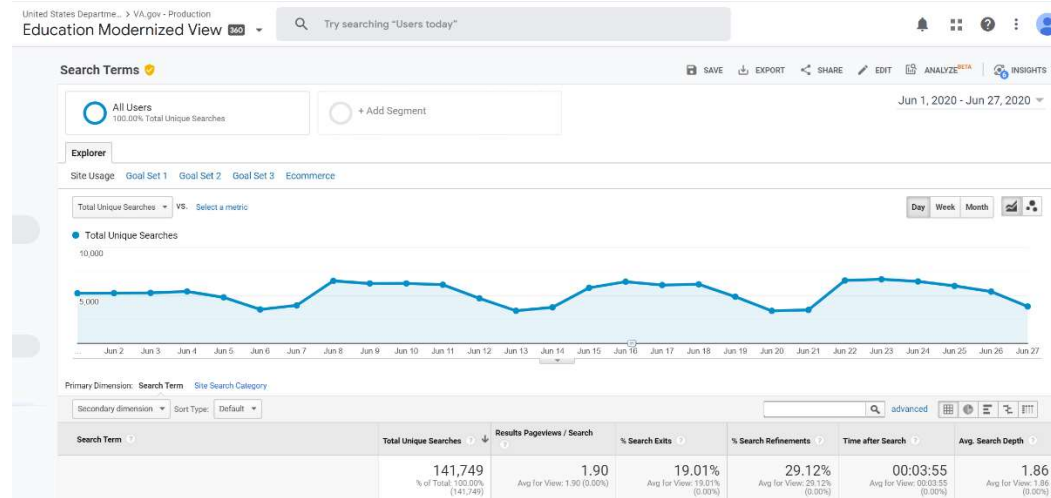 United States Departme... > VA.gov - Production
Education Modernized View 360
Try searching "Users today"
Search Terms
SAVE EXPORT SHARE EDIT ANALYZE BETA INSIGHTS
All Users
100.00% Total Unique Searches
+ Add Segment
Jun 1, 2020 - Jun 27, 2020
Explorer
Site Usage Goal Set 1 Goal Set 2 Goal Set 3 Ecommerce
Total Unique Searches VS. Select a metric
Day Week Month
Total Unique Searches
10,000
5,000
... Jun 2 Jun 3 Jun 4 Jun 5 Jun 6 Jun 7 Jun 8 Jun 9 Jun 10 Jun 11 Jun 12 Jun 13 Jun 14 Jun 15 Jun 16 Jun 17 Jun 18 Jun 19 Jun 20 Jun 21 Jun 22 Jun 23 Jun 24 Jun 25 Jun 26 Jun 27
Primary Dimension: Search Term Site Search Category
Secondary dimension Sort Type: Default
advanced
Search Term Total Unique Searches Results Pageviews / Search % Search Exits % Search Refinements Time after Search Avg. Search Depth
141,749 1.90 19.01% 29.12% 00:03:55 1.86
% of Total: 100.00% Avg for View: 1.90 (0.00%) Avg for View: 19.01% Avg for View: 29.12% Avg for View: 00:03:55 Avg for View: 1.86
(141,749) (0.00%) (0.00%) (0.00%) (0.00%)